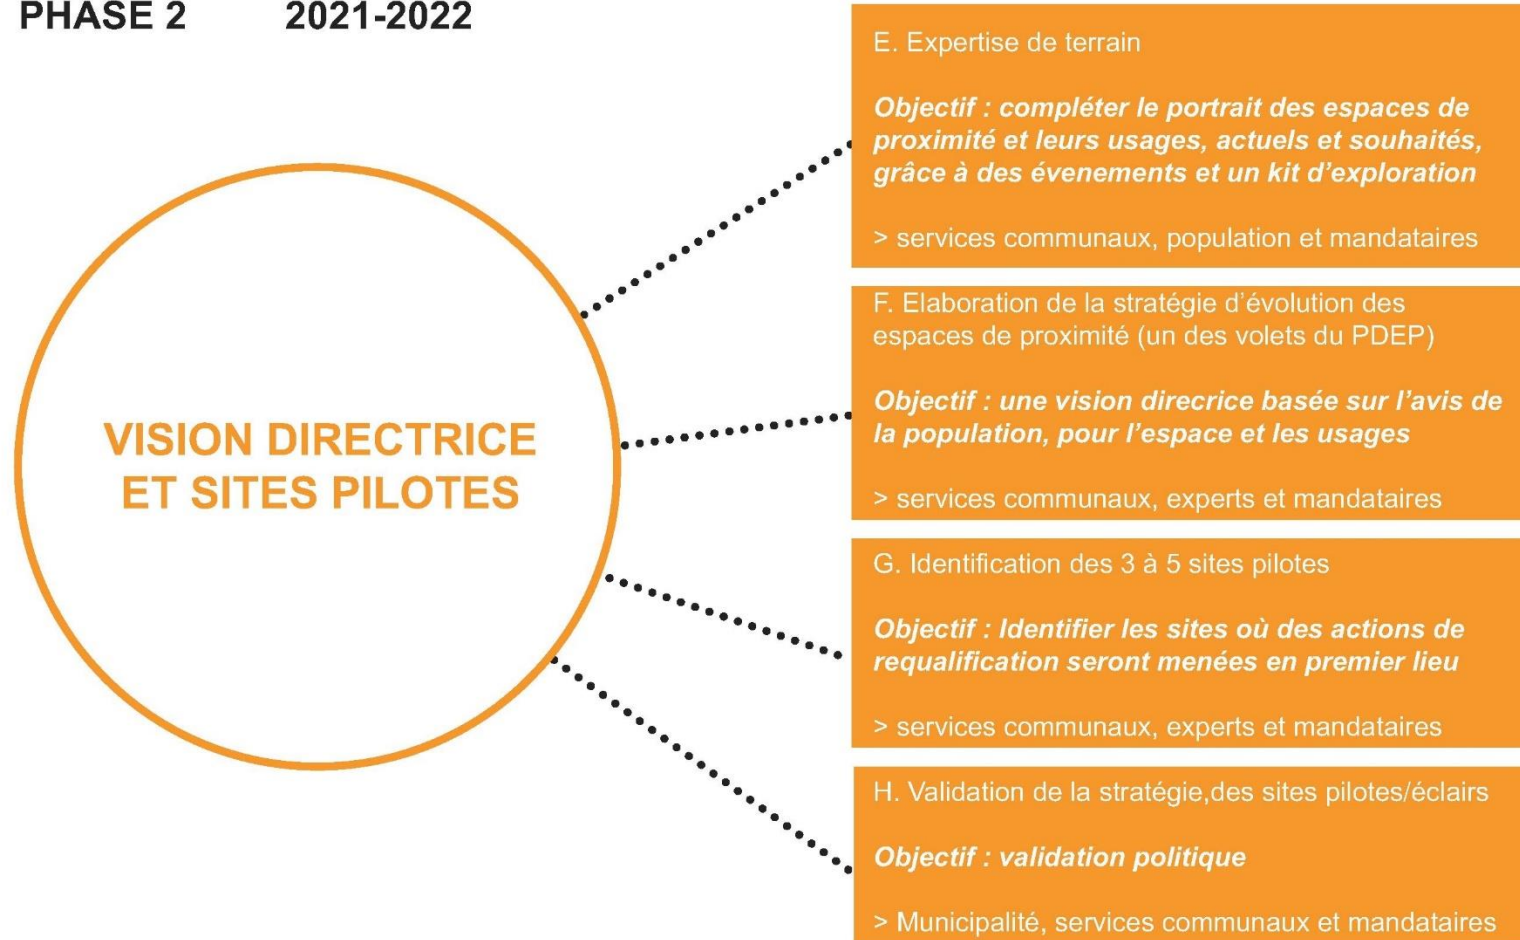 PHASE 2 2021-2022
VISION DIRECTRICE
ET SITES PILOTES
E. Expertise de terrain
Objectif : compléter le portrait des espaces de
proximité et leurs usages, actuels et souhaités,
grâce à des évenements et un kit d'exploration
> services communaux, population et mandataires
F. Elaboration de la stratégie d'évolution des
espaces de proximité (un des volets du PDEP)
Objectif : une vision direcrice basée sur l'avis de
la population, pour l'espace et les usages
> services communaux, experts et mandataires
G. Identification des 3 à 5 sites pilotes
Objectif : Identifier les sites où des actions de
requalification seront menées en premier lieu
> services communaux, experts et mandataires
H. Validation de la stratégie,des sites pilotes/éclairs
Objectif : validation politique
> Municipalité, services communaux et mandataires